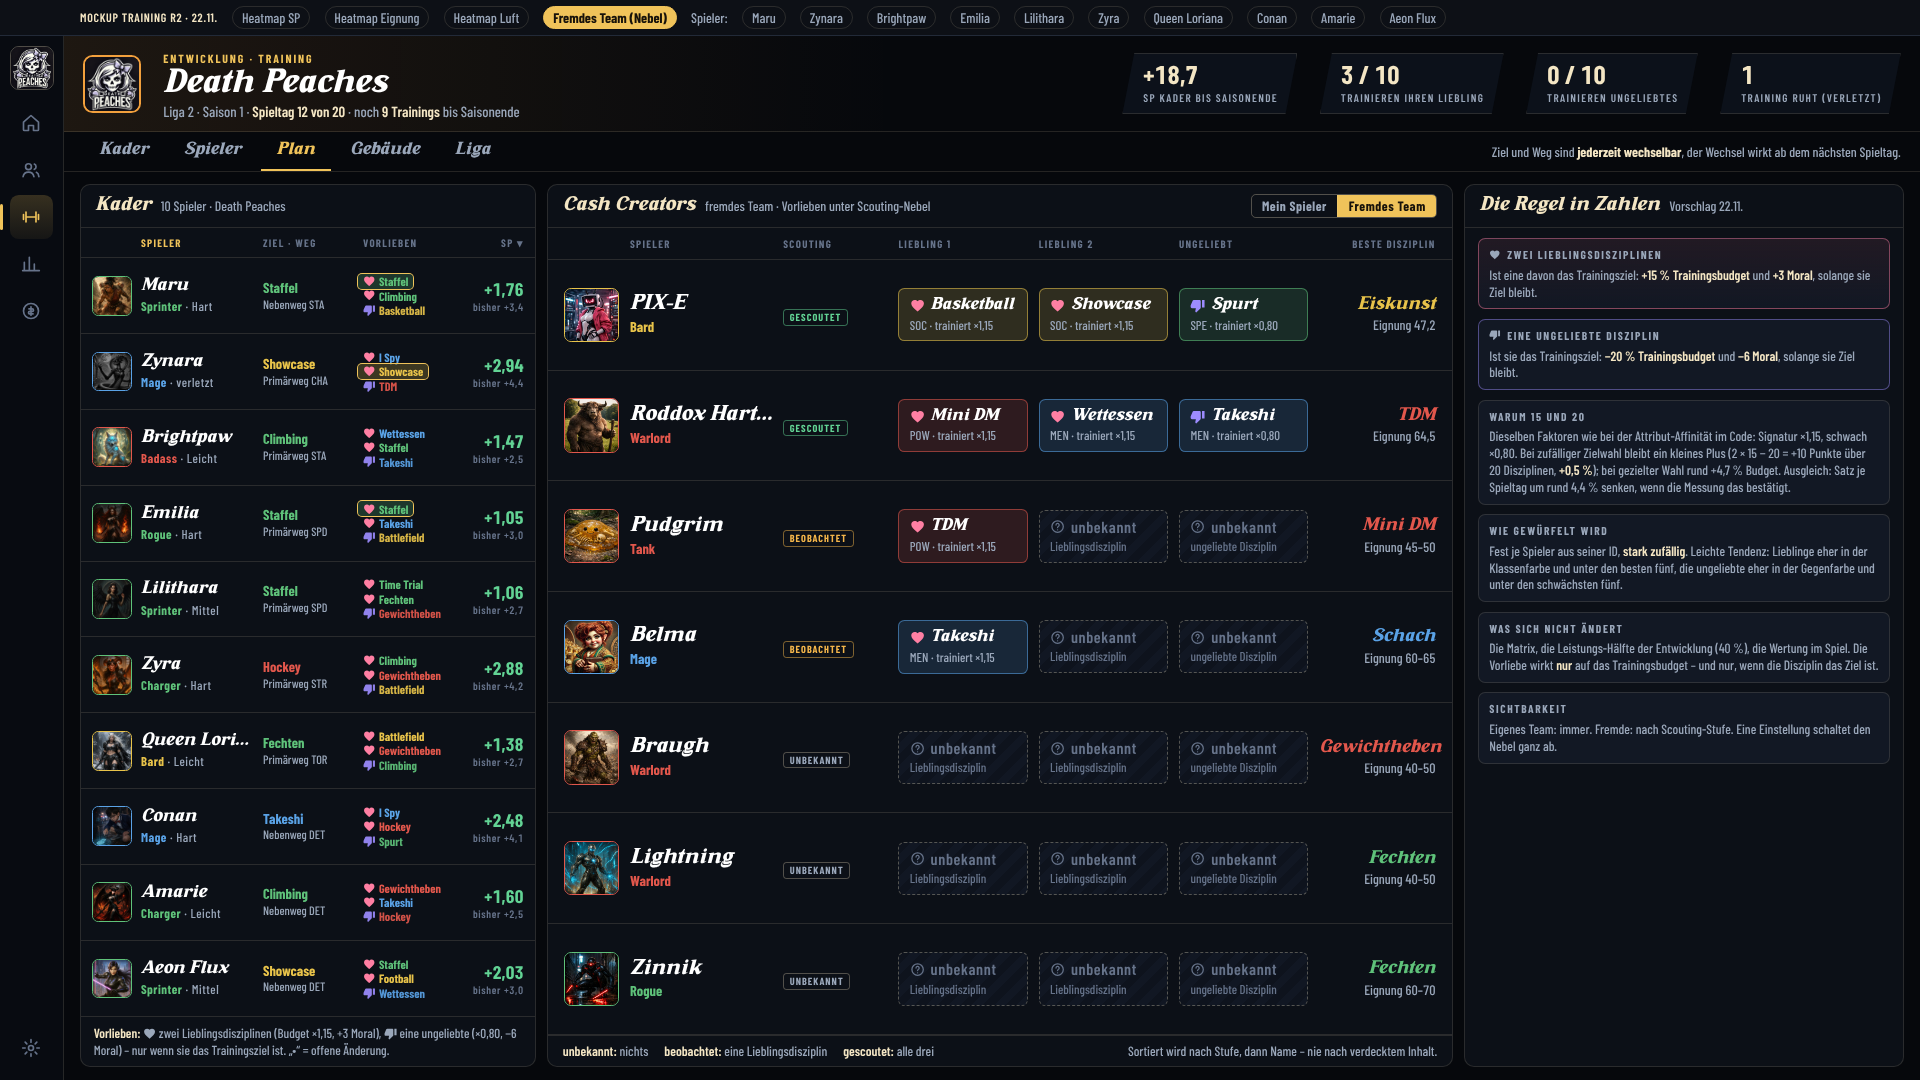 MOCKUP TRAINING R2 · 22.11.
Heatmap SP
Heatmap Eignung
Heatmap Luft
Fremdes Team (Nebel)
Spieler:
Maru
Zynara
Brightpaw
Emilia
Lilithara
Zyra
Queen Loriana
Conan
Amarie
Aeon Flux
PEACHES
PEACHES
ENTWICKLUNG · TRAINING
Death Peaches
Liga 2 · Saison 1 · Spieltag 12 von 20 · noch 9 Trainings bis Saisonende
+18,7
SP KADER BIS SAISONENDE
3 / 10
TRAINIEREN IHREN LIEBLING
0 / 10
TRAINIEREN UNGELIEBTES
1
TRAINING RUHT (VERLETZT)
Kader
Spieler
Plan
Gebäude
Liga
Ziel und Weg sind jederzeit wechselbar, der Wechsel wirkt ab dem nächsten Spieltag.
Kader 10 Spieler · Death Peaches
SPIELER
ZIEL · WEG
VORLIEBEN
SP ▾
Maru
Sprinter · Hart
Staffel
Nebenweg STA
Staffel
Climbing
Basketball
+1,76
bisher +3,4
Zynara
Mage · verletzt
Showcase
Primärweg CHA
I Spy
Showcase
TDM
+2,94
bisher +4,4
Brightpaw
Badass · Leicht
Climbing
Primärweg STA
Wettessen
Staffel
Takeshi
+1,47
bisher +2,5
Emilia
Rogue · Hart
Staffel
Primärweg SPD
Staffel
Takeshi
Battlefield
+1,05
bisher +3,0
Lilithara
Sprinter · Mittel
Staffel
Primärweg SPD
Time Trial
Fechten
Gewichtheben
+1,06
bisher +2,7
Zyra
Charger · Hart
Hockey
Primärweg STR
Climbing
Gewichtheben
Battlefield
+2,88
bisher +4,2
Queen Lori...
Bard · Leicht
Fechten
Primärweg TOR
Battlefield
Gewichtheben
Climbing
+1,38
bisher +2,7
Conan
Mage · Hart
Takeshi
Nebenweg DET
I Spy
Hockey
Spurt
+2,48
bisher +4,1
Amarie
Charger · Leicht
Climbing
Nebenweg DET
Gewichtheben
Takeshi
Hockey
+1,60
bisher +2,5
Aeon Flux
Sprinter · Mittel
Showcase
Nebenweg DET
Staffel
Football
Wettessen
+2,03
bisher +3,0
Vorlieben: ♥ zwei Lieblingsdisziplinen (Budget ×1,15, +3 Moral), 👎 eine ungeliebte (×0,80, −6
Moral) – nur wenn sie das Trainingsziel ist. „•“ = offene Änderung.
Cash Creators fremdes Team · Vorlieben unter Scouting-Nebel
Mein Spieler
Fremdes Team
SPIELER
SCOUTING
LIEBLING 1
LIEBLING 2
UNGELIEBT
BESTE DISZIPLIN
PIX-E
Bard
GESCOUTET
Basketball
SOC · trainiert ×1,15
Showcase
SOC · trainiert ×1,15
Spurt
SPE · trainiert ×0,80
Eiskunst
Eignung 47,2
Roddox Hart...
Warlord
GESCOUTET
Mini DM
POW · trainiert ×1,15
Wettessen
MEN · trainiert ×1,15
Takeshi
MEN · trainiert ×0,80
TDM
Eignung 64,5
Pudgrim
Tank
BEOBACHTET
TDM
POW · trainiert ×1,15
unbekannt
Lieblingsdisziplin
unbekannt
ungeliebte Disziplin
Mini DM
Eignung 45–50
Belma
Mage
BEOBACHTET
Takeshi
MEN · trainiert ×1,15
unbekannt
Lieblingsdisziplin
unbekannt
ungeliebte Disziplin
Schach
Eignung 60–65
Braugh
Warlord
UNBEKANNT
unbekannt
Lieblingsdisziplin
unbekannt
Lieblingsdisziplin
unbekannt
ungeliebte Disziplin
Gewichtheben
Eignung 40–50
Lightning
Warlord
UNBEKANNT
unbekannt
Lieblingsdisziplin
unbekannt
Lieblingsdisziplin
unbekannt
ungeliebte Disziplin
Fechten
Eignung 40–50
Zinnik
Rogue
UNBEKANNT
unbekannt
Lieblingsdisziplin
unbekannt
Lieblingsdisziplin
unbekannt
ungeliebte Disziplin
Fechten
Eignung 60–70
unbekannt: nichts beobachtet: eine Lieblingsdisziplin gescoutet: alle drei
Sortiert wird nach Stufe, dann Name – nie nach verdecktem Inhalt.
Die Regel in Zahlen Vorschlag 22.11.
ZWEI LIEBLINGSDISZIPLINEN
Ist eine davon das Trainingsziel: +15 % Trainingsbudget und +3 Moral, solange sie
Ziel bleibt.
EINE UNGELIEBTE DISZIPLIN
Ist sie das Trainingsziel: −20 % Trainingsbudget und −6 Moral, solange sie Ziel
bleibt.
WARUM 15 UND 20
Dieselben Faktoren wie bei der Attribut-Affinität im Code: Signatur ×1,15, schwach
×0,80. Bei zufälliger Zielwahl bleibt ein kleines Plus (2 × 15 − 20 = +10 Punkte über
20 Disziplinen, +0,5 %); bei gezielter Wahl rund +4,7 % Budget. Ausgleich: Satz je
Spieltag um rund 4,4 % senken, wenn die Messung das bestätigt.
WIE GEWÜRFELT WIRD
Fest je Spieler aus seiner ID, stark zufällig. Leichte Tendenz: Lieblinge eher in der
Klassenfarbe und unter den besten fünf, die ungeliebte eher in der Gegenfarbe und
unter den schwächsten fünf.
WAS SICH NICHT ÄNDERT
Die Matrix, die Leistungs-Hälfte der Entwicklung (40 %), die Wertung im Spiel. Die
Vorliebe wirkt nur auf das Trainingsbudget – und nur, wenn die Disziplin das Ziel ist.
SICHTBARKEIT
Eigenes Team: immer. Fremde: nach Scouting-Stufe. Eine Einstellung schaltet den
Nebel ganz ab.